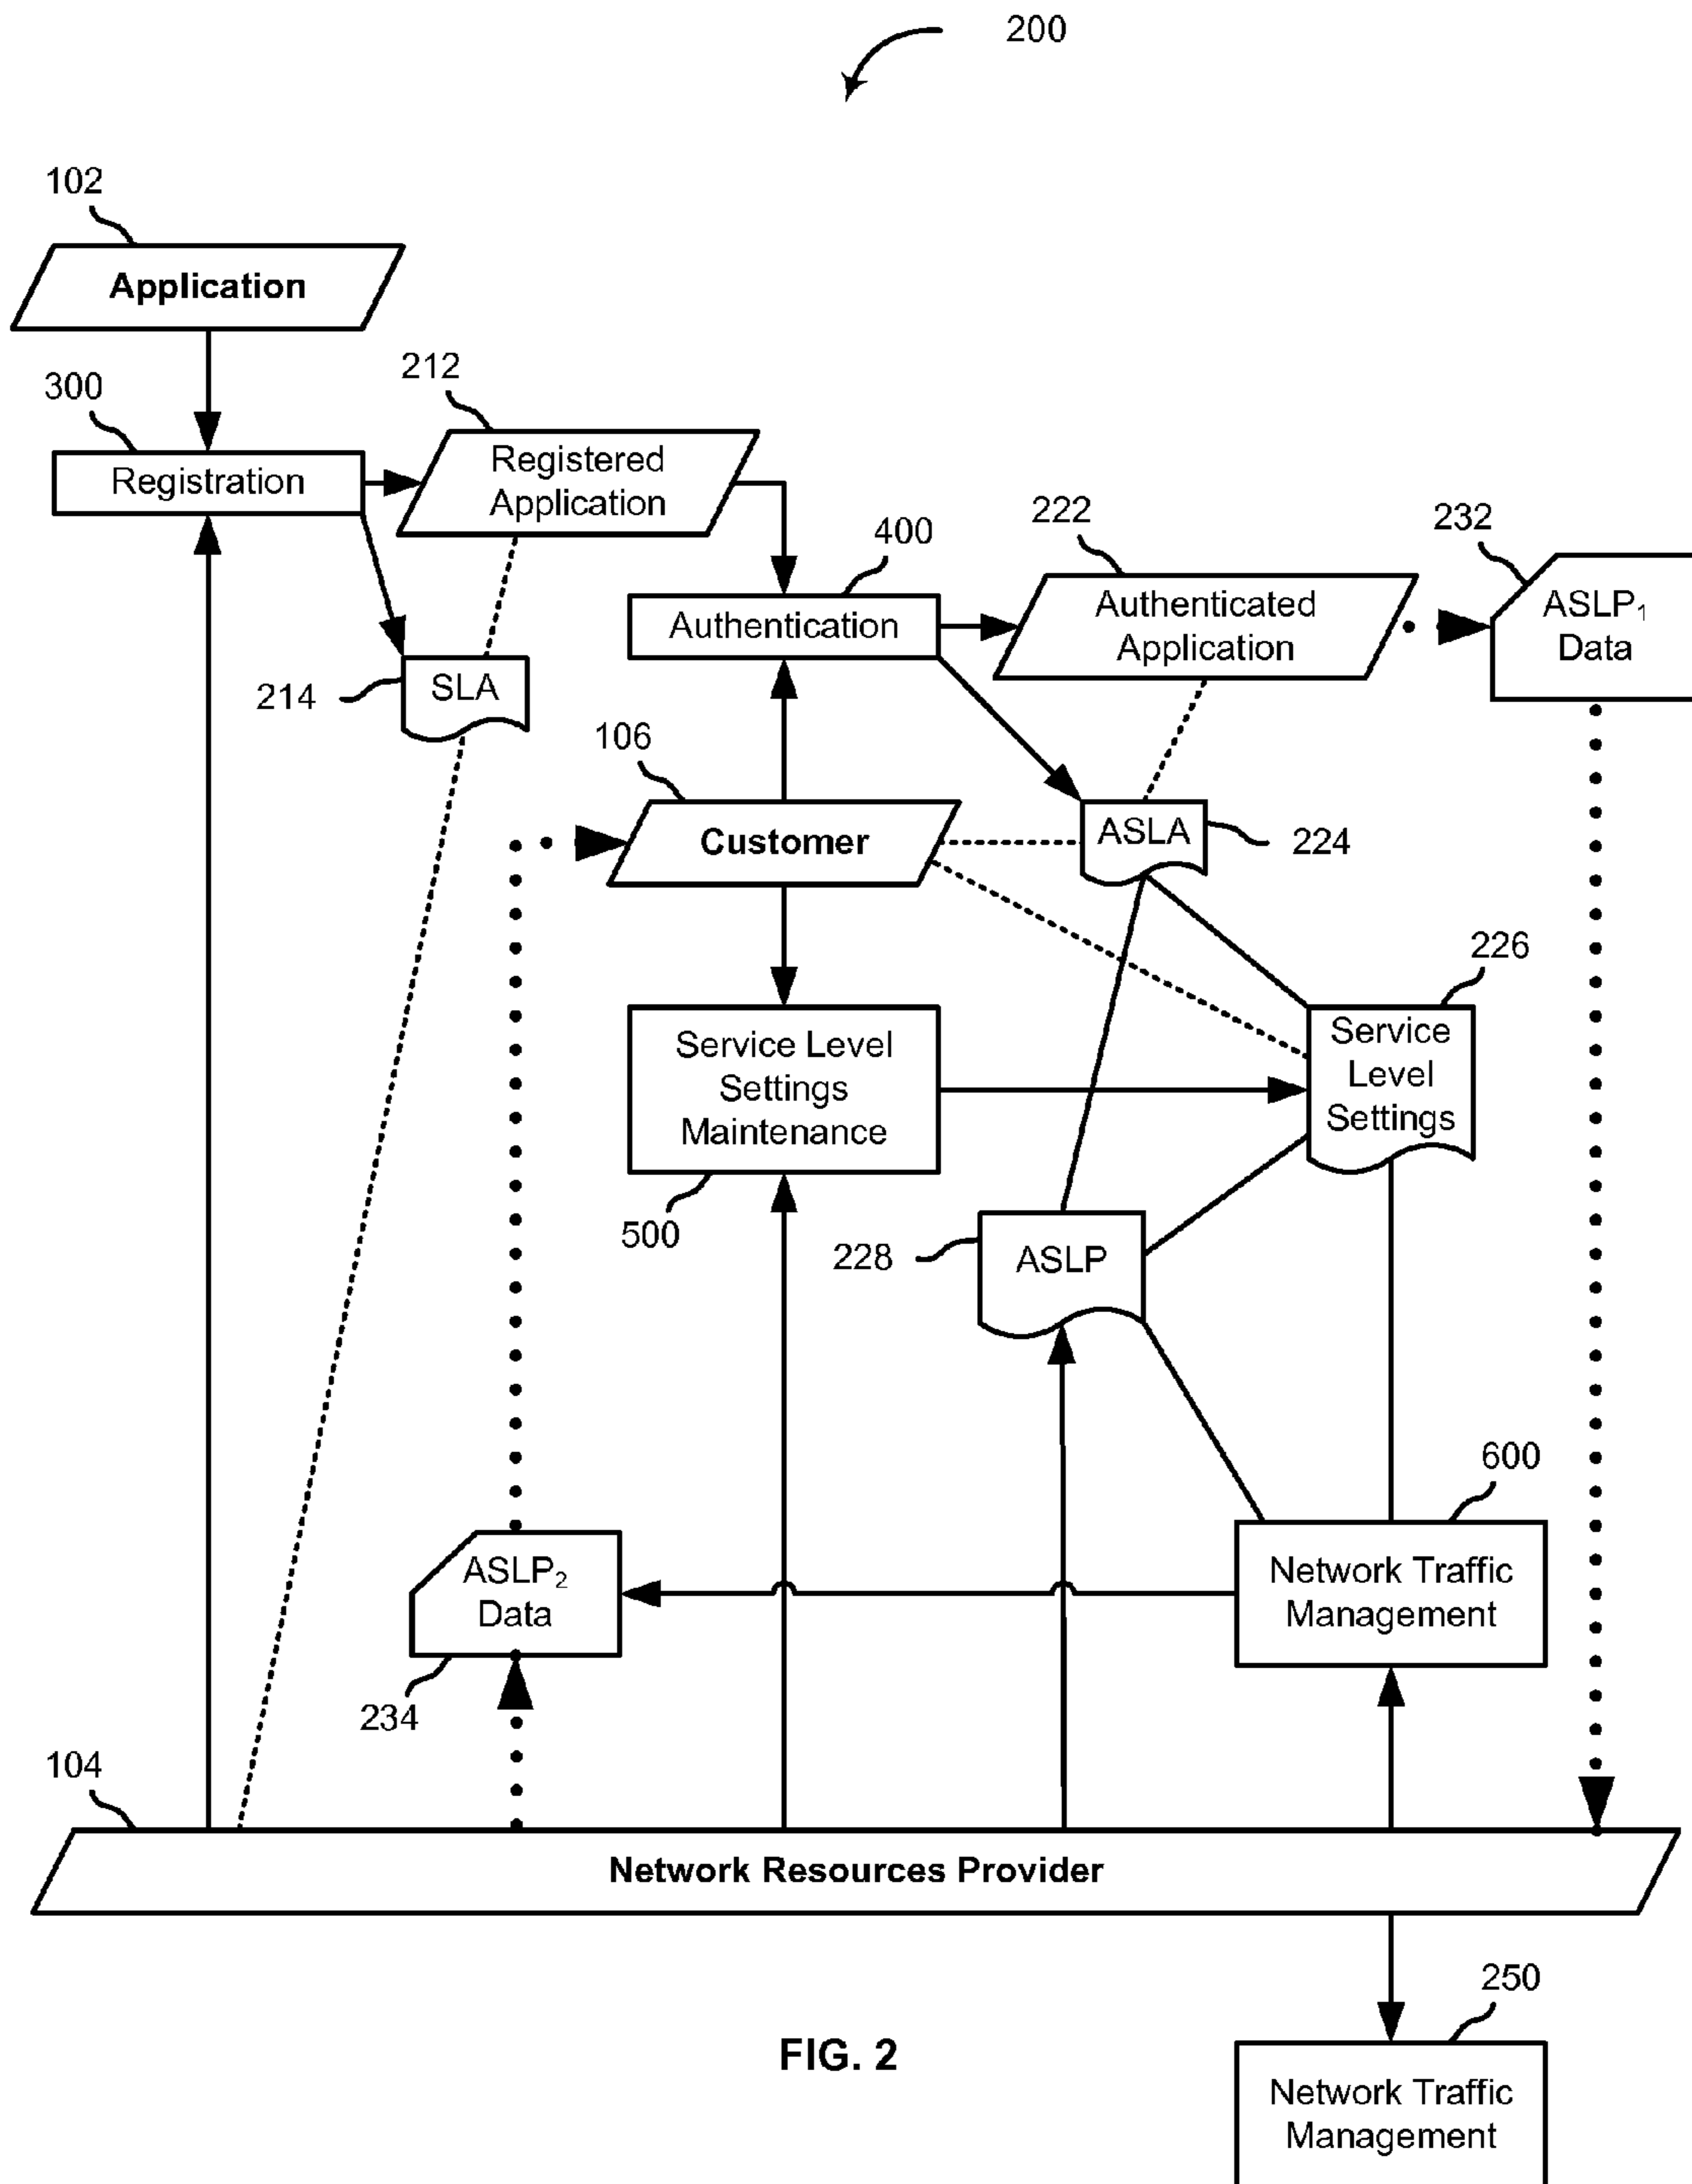 200
102
Application
300
Registration
212
Registered
Application
214
SLA
400
Authentication
222
Authenticated
Application
232
ASLP₁
Data
106
Customer
ASLA
224
226
Service
Level
Settings
Service Level
Settings
Maintenance
500
228
ASLP
600
Network Traffic
Management
ASLP₂
Data
234
104
Network Resources Provider
250
Network Traffic
Management
FIG. 2